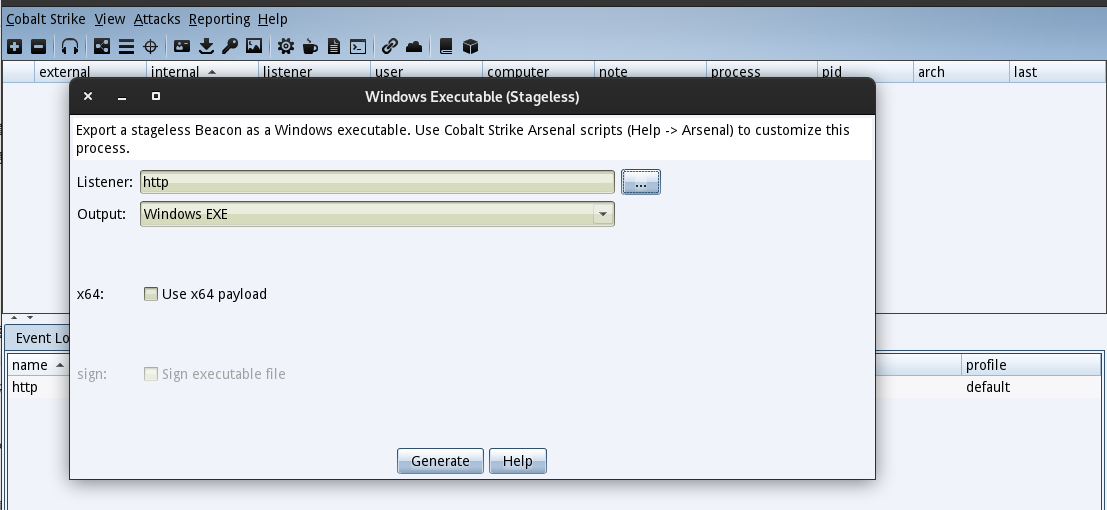 Cobalt Strike View Attacks Reporting Help
external internal listener user computer note process pid arch last
Windows Executable (Stageless)
Export a stageless Beacon as a Windows executable. Use Cobalt Strike Arsenal scripts (Help -> Arsenal) to customize this
process.
Listener: http ...
Output: Windows EXE
x64: Use x64 payload
Event Lo
name profile
sign: Sign executable file
http default
Generate Help